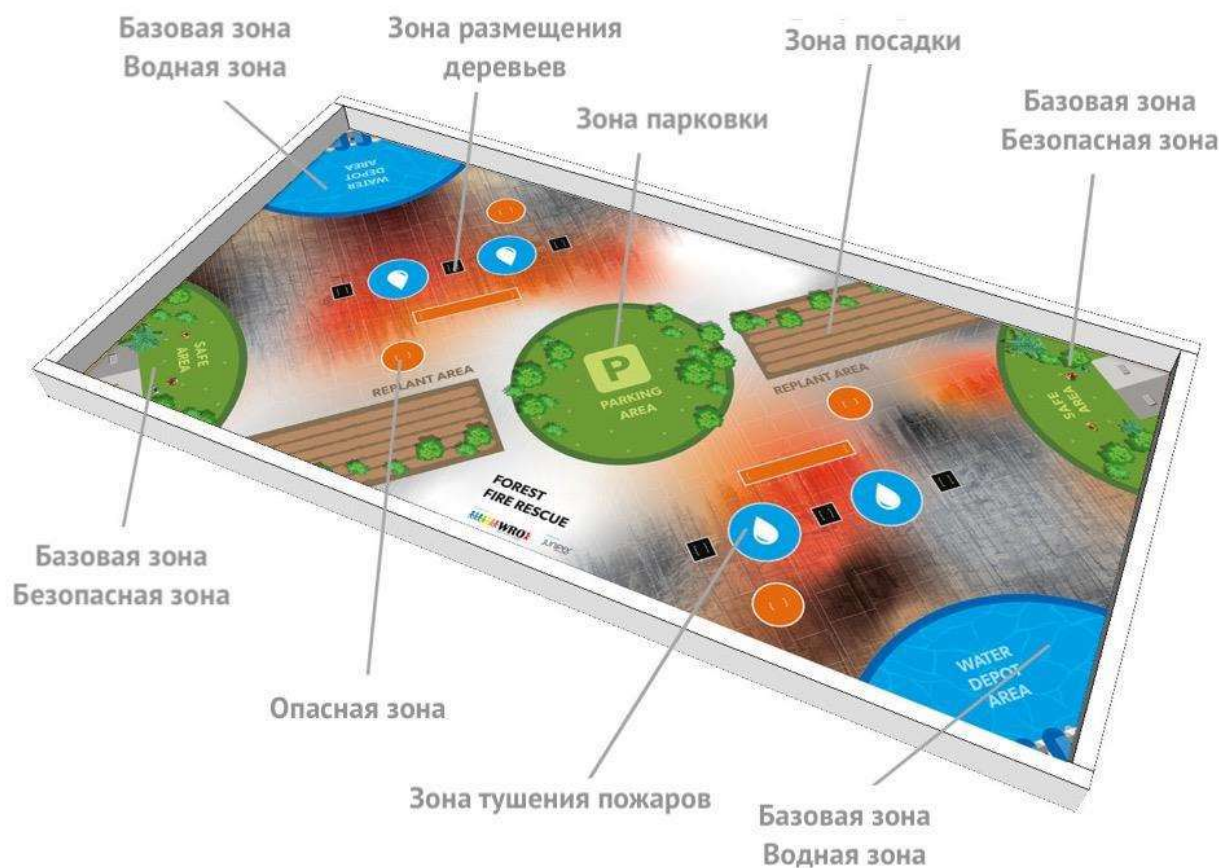 Базовая зона
Водная зона
Зона размещения
деревьев
Зона посадки
Зона парковки
Базовая зона
Безопасная зона
WATER
DEPOT
AREA
SAFE
AREA
REPLANT AREA
P
PARKING
AREA
REPLANT AREA
SAFE
AREA
FOREST
FIRE RESCUE
WRO
Juneer
WATER
DEPOT
AREA
Базовая зона
Безопасная зона
Опасная зона
Зона тушения пожаров
Базовая зона
Водная зона